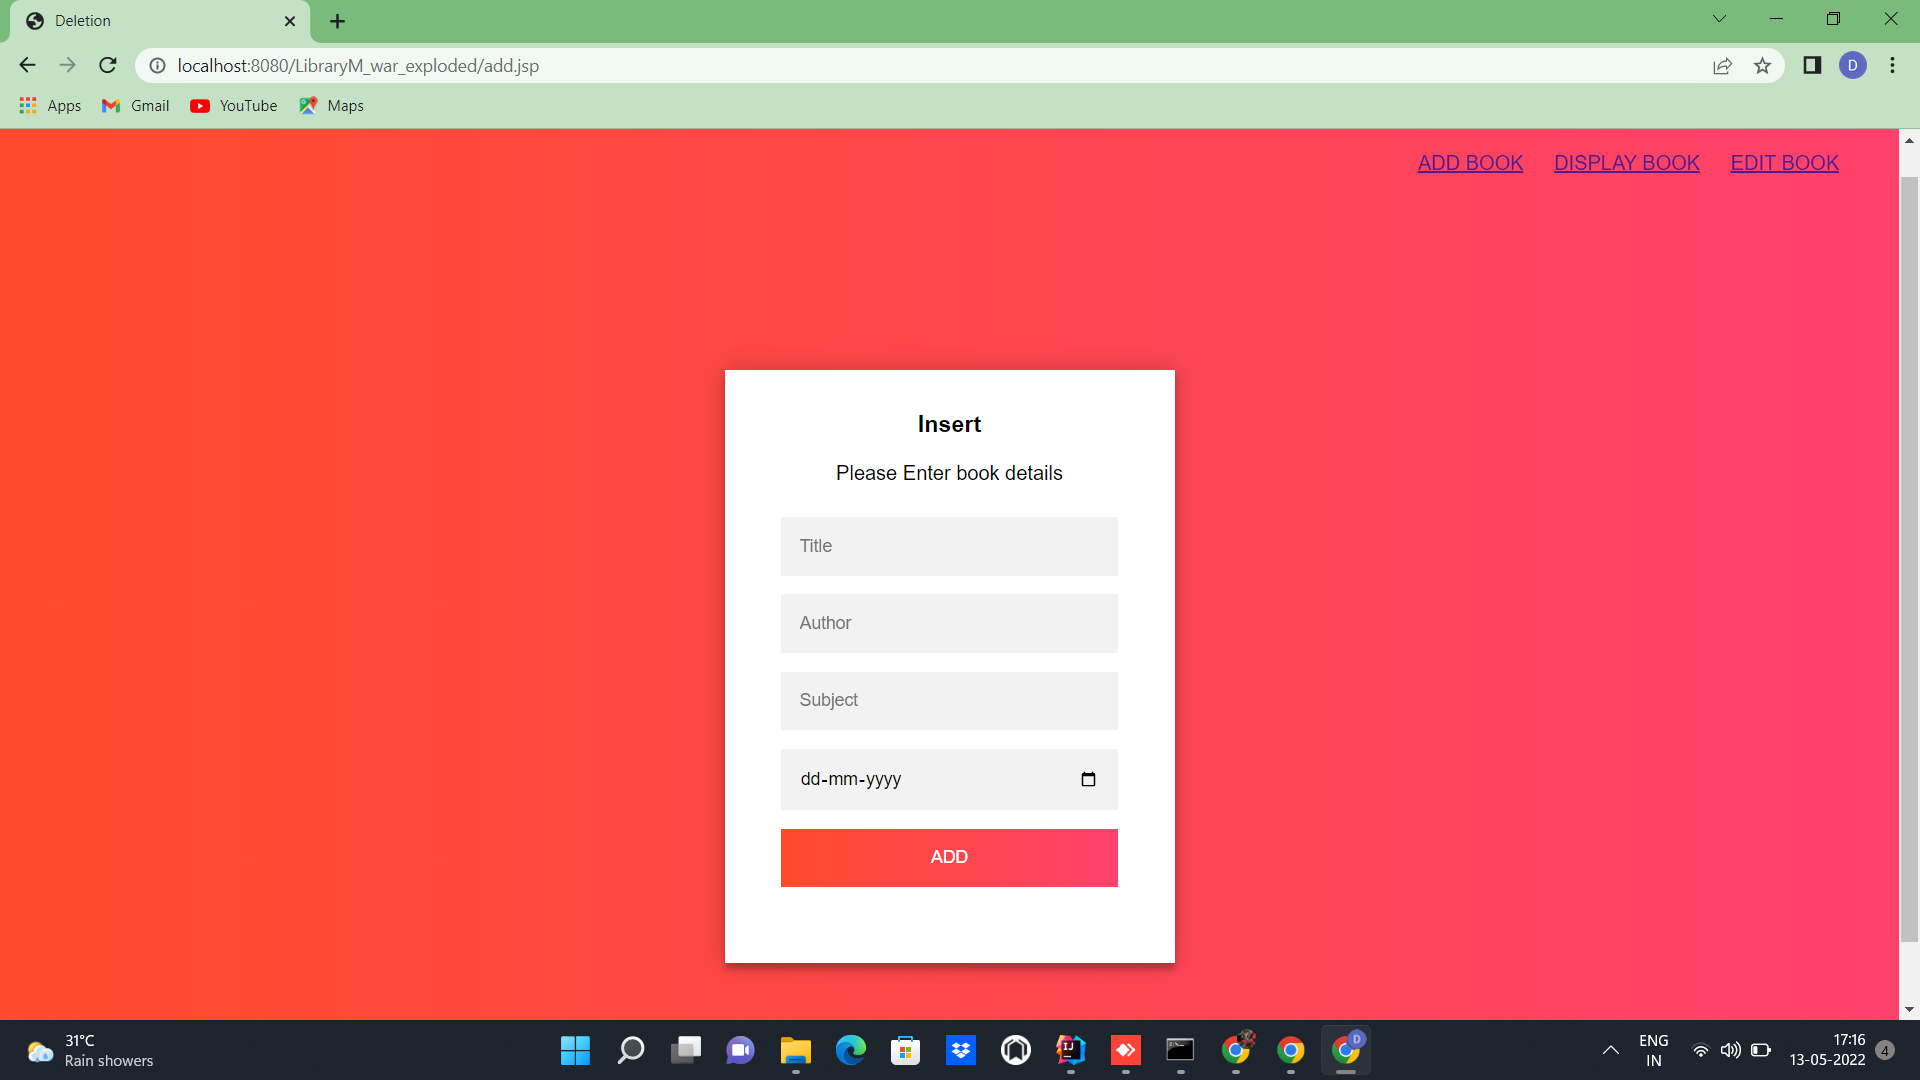 Deletion
localhost:8080/LibraryM_war_exploded/add.jsp
D
Apps Gmail YouTube Maps
ADD BOOK DISPLAY BOOK EDIT BOOK
Insert
Please Enter book details
Title
Author
Subject
dd-mm-yyyy
ADD
31°C
Rain showers
IJ
D
ENG
IN
17:16
13-05-2022
4